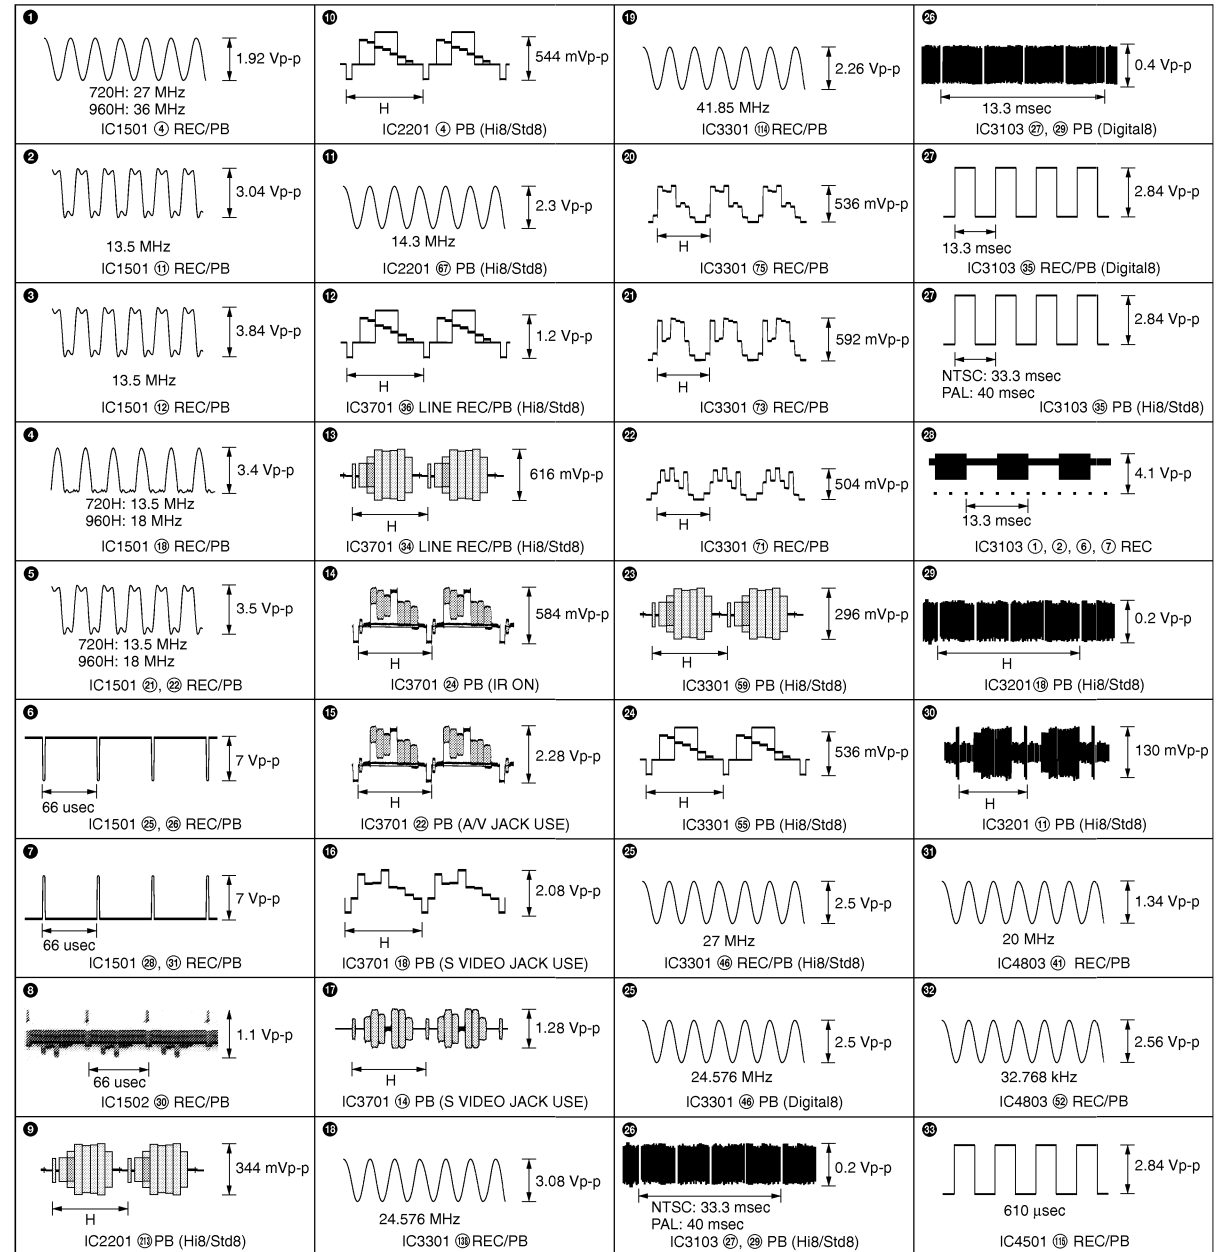 1
1.92 Vp-p
720H: 27 MHz
960H: 36 MHz
IC1501 ④ REC/PB
2
3.04 Vp-p
13.5 MHz
IC1501 ⑪ REC/PB
3
3.84 Vp-p
13.5 MHz
IC1501 ⑫ REC/PB
4
3.4 Vp-p
720H: 13.5 MHz
960H: 18 MHz
IC1501 ⑱ REC/PB
5
3.5 Vp-p
720H: 13.5 MHz
960H: 18 MHz
IC1501 ㉑, ㉒ REC/PB
6
7 Vp-p
66 usec
IC1501 ㉕, ㉖ REC/PB
7
7 Vp-p
66 usec
IC1501 ㉘, ㉛ REC/PB
8
1.1 Vp-p
66 usec
IC1502 ㉚ REC/PB
9
344 mVp-p
H
IC2201 (213) PB (Hi8/Std8)
10
544 mVp-p
H
IC2201 ④ PB (Hi8/Std8)
11
2.3 Vp-p
14.3 MHz
IC2201 (67) PB (Hi8/Std8)
12
1.2 Vp-p
H
IC3701 ㊱ LINE REC/PB (Hi8/Std8)
13
616 mVp-p
H
IC3701 ㉞ LINE REC/PB (Hi8/Std8)
14
584 mVp-p
H
IC3701 ㉔ PB (IR ON)
15
2.28 Vp-p
H
IC3701 ㉒ PB (A/V JACK USE)
16
2.08 Vp-p
H
IC3701 ⑱ PB (S VIDEO JACK USE)
17
1.28 Vp-p
H
IC3701 ⑭ PB (S VIDEO JACK USE)
18
3.08 Vp-p
24.576 MHz
IC3301 (138) REC/PB
19
2.26 Vp-p
41.85 MHz
IC3301 (114) REC/PB
20
536 mVp-p
H
IC3301 (75) REC/PB
21
592 mVp-p
H
IC3301 (73) REC/PB
22
504 mVp-p
H
IC3301 (71) REC/PB
23
296 mVp-p
H
IC3301 (59) PB (Hi8/Std8)
24
536 mVp-p
H
IC3301 (55) PB (Hi8/Std8)
25
2.5 Vp-p
27 MHz
IC3301 ㊻ REC/PB (Hi8/Std8)
25
2.5 Vp-p
24.576 MHz
IC3301 ㊻ PB (Digital8)
26
0.2 Vp-p
NTSC: 33.3 msec
PAL: 40 msec
IC3103 ㉗, ㉙ PB (Hi8/Std8)
26
0.4 Vp-p
13.3 msec
IC3103 ㉗, ㉙ PB (Digital8)
27
2.84 Vp-p
13.3 msec
IC3103 ㉟ REC/PB (Digital8)
27
2.84 Vp-p
NTSC: 33.3 msec
PAL: 40 msec
IC3103 ㉟ PB (Hi8/Std8)
28
4.1 Vp-p
13.3 msec
IC3103 ①, ②, ⑥, ⑦ REC
29
0.2 Vp-p
H
IC3201 ⑱ PB (Hi8/Std8)
30
130 mVp-p
H
IC3201 ⑪ PB (Hi8/Std8)
31
1.34 Vp-p
20 MHz
IC4803 ㊶ REC/PB
32
2.56 Vp-p
32.768 kHz
IC4803 (52) REC/PB
33
2.84 Vp-p
610 µsec
IC4501 (115) REC/PB